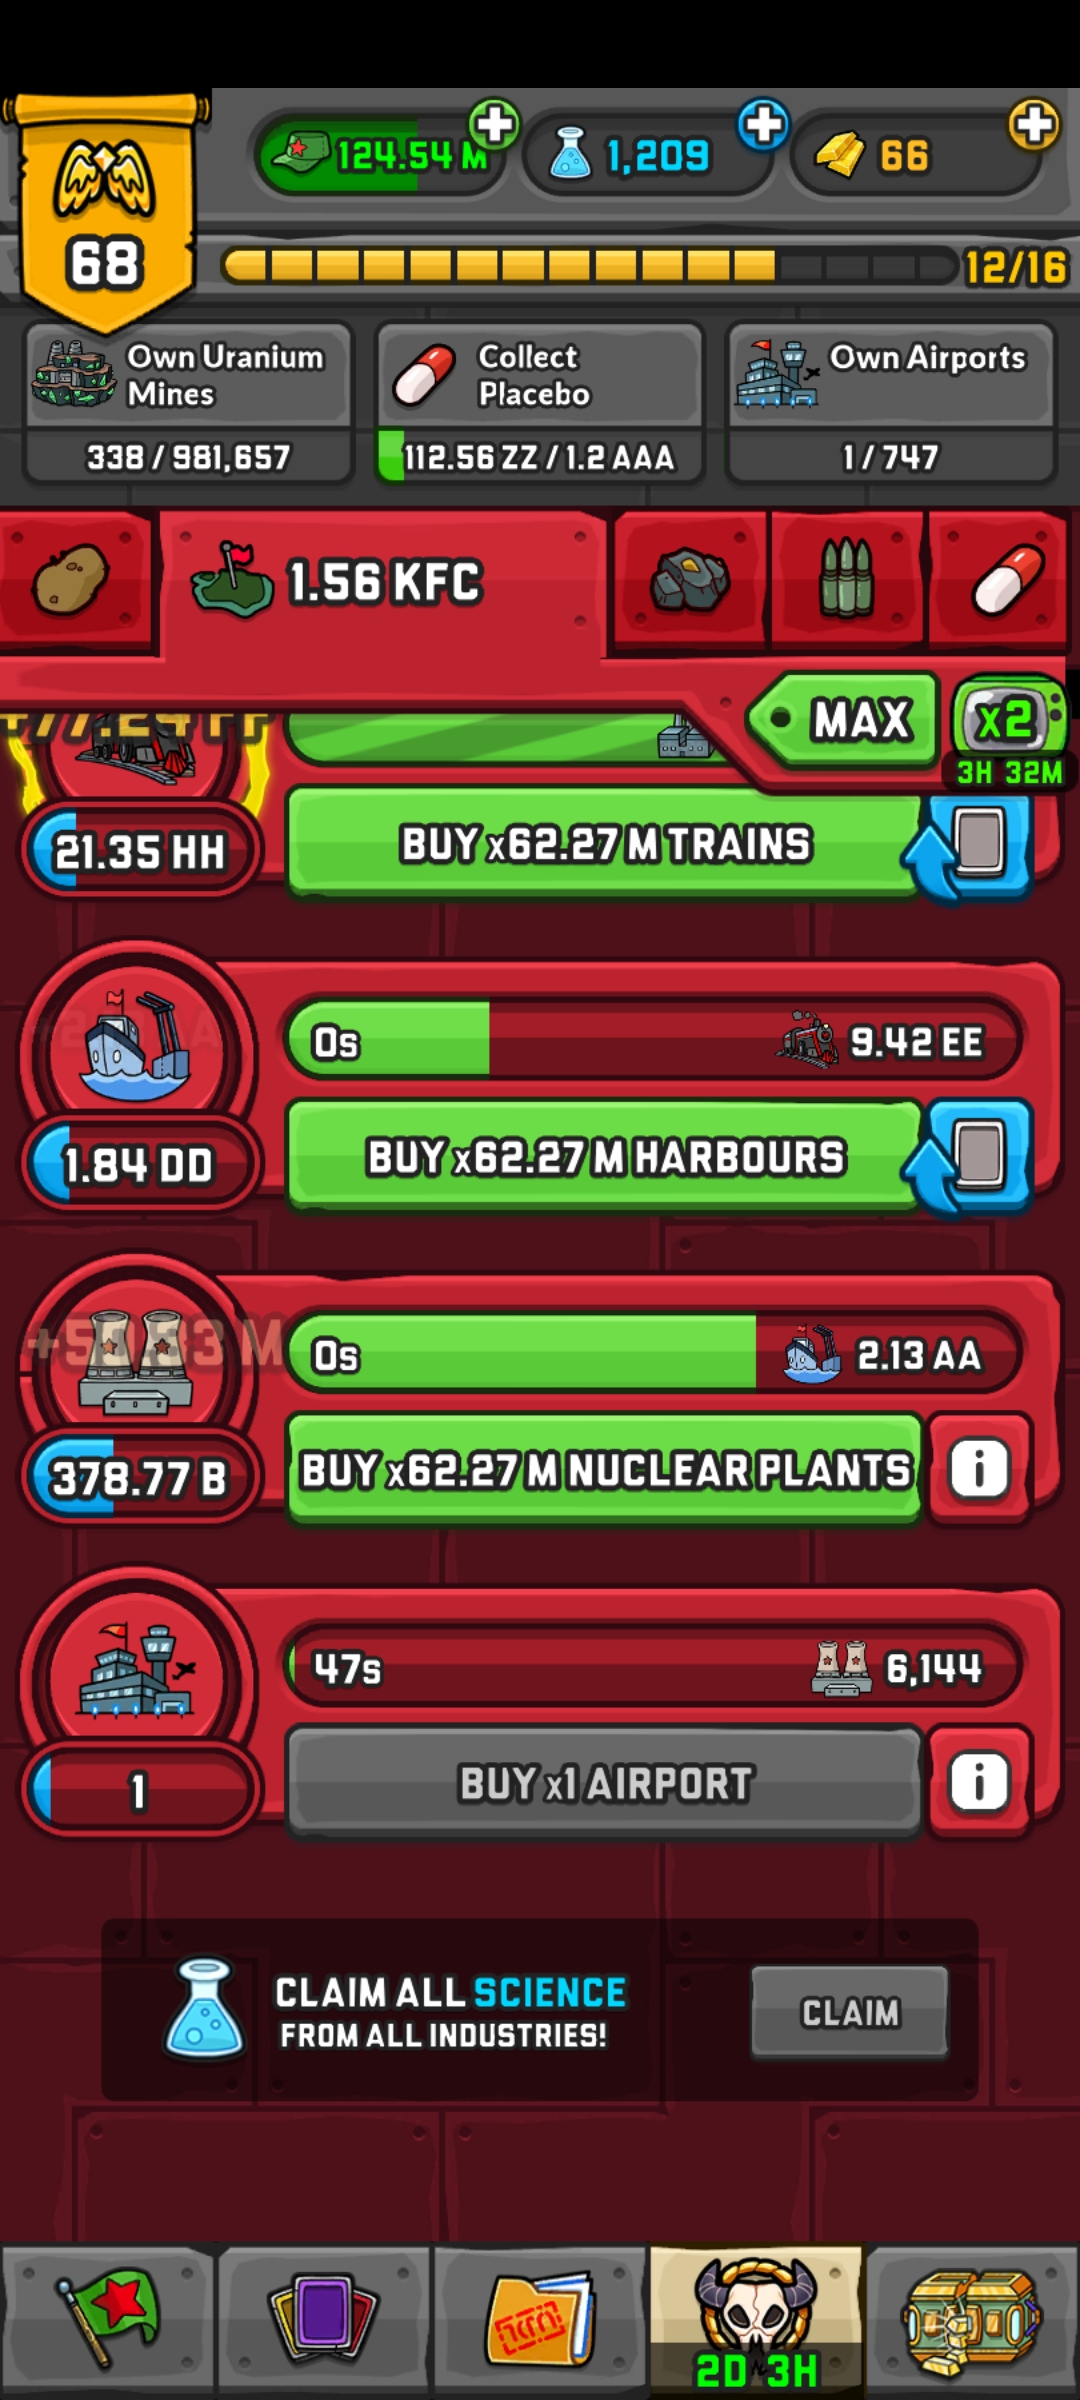 124.54 M
1,209
66
68
12/16
Own Uranium
Mines
338 / 981,657
Collect
Placebo
112.56 ZZ / 1.2 AAA
Own Airports
1 / 747
1.56 KFC
MAX
x2
3H 32M
21.35 HH
BUY x62.27 M TRAINS
0s
9.42 EE
1.84 DD
BUY x62.27 M HARBOURS
0s
2.13 AA
378.77 B
BUY x62.27 M NUCLEAR PLANTS
i
47s
6,144
1
BUY x1 AIRPORT
i
CLAIM ALL SCIENCE
FROM ALL INDUSTRIES!
CLAIM
2D 3H